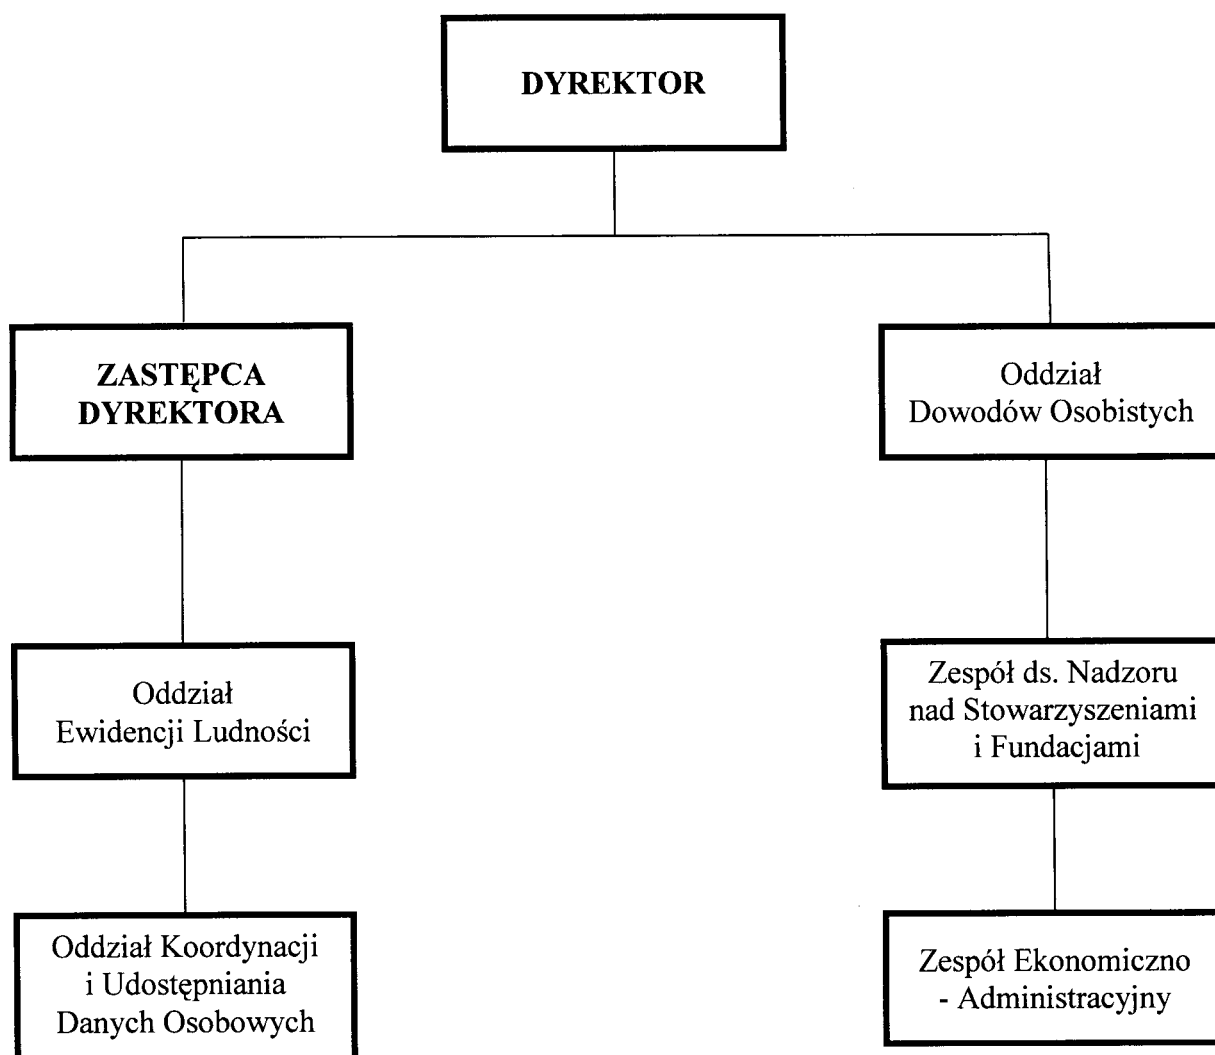 DYREKTOR
ZASTĘPCA
DYREKTORA
Oddział
Dowodów Osobistych
Oddział
Ewidencji Ludności
Zespół ds. Nadzoru
nad Stowarzyszeniami
i Fundacjami
Oddział Koordynacji
i Udostępniania
Danych Osobowych
Zespół Ekonomiczno
- Administracyjny